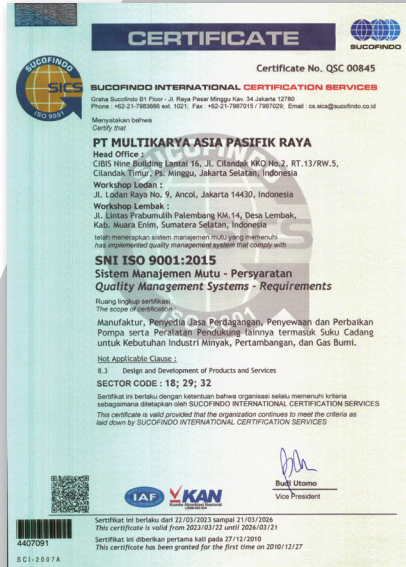 CERTIFICATE
SUCOFINDO
SUCOFINDO
SICS
ISO 9001
Certificate No. QSC 00845
SUCOFINDO INTERNATIONAL CERTIFICATION SERVICES
Graha Sucofindo B1 Floor - Jl. Raya Pasar Minggu Kav. 34 Jakarta 12780
Phone : +62-21-7983666 ext. 1021; Fax : +62-21-7987015 / 7987029; Email : cs.sics@sucofindo.co.id
Menyatakan bahwa
Certify that
PT MULTIKARYA ASIA PASIFIK RAYA
Head Office :
CIBIS Nine Building Lantai 16, Jl. Cilandak KKO No.2, RT.13/RW.5,
Cilandak Timur, Ps. Minggu, Jakarta Selatan, Indonesia
Workshop Lodan :
Jl. Lodan Raya No. 9, Ancol, Jakarta 14430, Indonesia
Workshop Lembak :
Jl. Lintas Prabumulih Palembang KM.14, Desa Lembak,
Kab. Muara Enim, Sumatera Selatan, Indonesia
telah menerapkan sistem manajemen mutu yang memenuhi
has implemented quality management system that comply with
SNI ISO 9001:2015
Sistem Manajemen Mutu - Persyaratan
Quality Management Systems - Requirements
Ruang lingkup sertifikasi :
The scope of certification
Manufaktur, Penyedia Jasa Perdagangan, Penyewaan dan Perbaikan
Pompa serta Peralatan Pendukung lainnya termasuk Suku Cadang
untuk Kebutuhan Industri Minyak, Pertambangan, dan Gas Bumi.
Not Applicable Clause :
8.3 Design and Development of Products and Services
SECTOR CODE : 18; 29; 32
Sertifikat ini berlaku dengan ketentuan bahwa organisasi selalu memenuhi kriteria
sebagaimana ditetapkan oleh SUCOFINDO INTERNATIONAL CERTIFICATION SERVICES
This certificate is valid provided that the organization continues to meet the criteria as
laid down by SUCOFINDO INTERNATIONAL CERTIFICATION SERVICES
Budi Utomo
Vice President
IAF
KAN
Komite Akreditasi Nasional
Sertifikat ini berlaku dari 22/03/2023 sampai 21/03/2026
This certificate is valid from 2023/03/22 until 2026/03/21
Sertifikat ini diberikan pertama kali pada 27/12/2010
This certificate has been granted for the first time on 2010/12/27
4407091
SCI-2007A